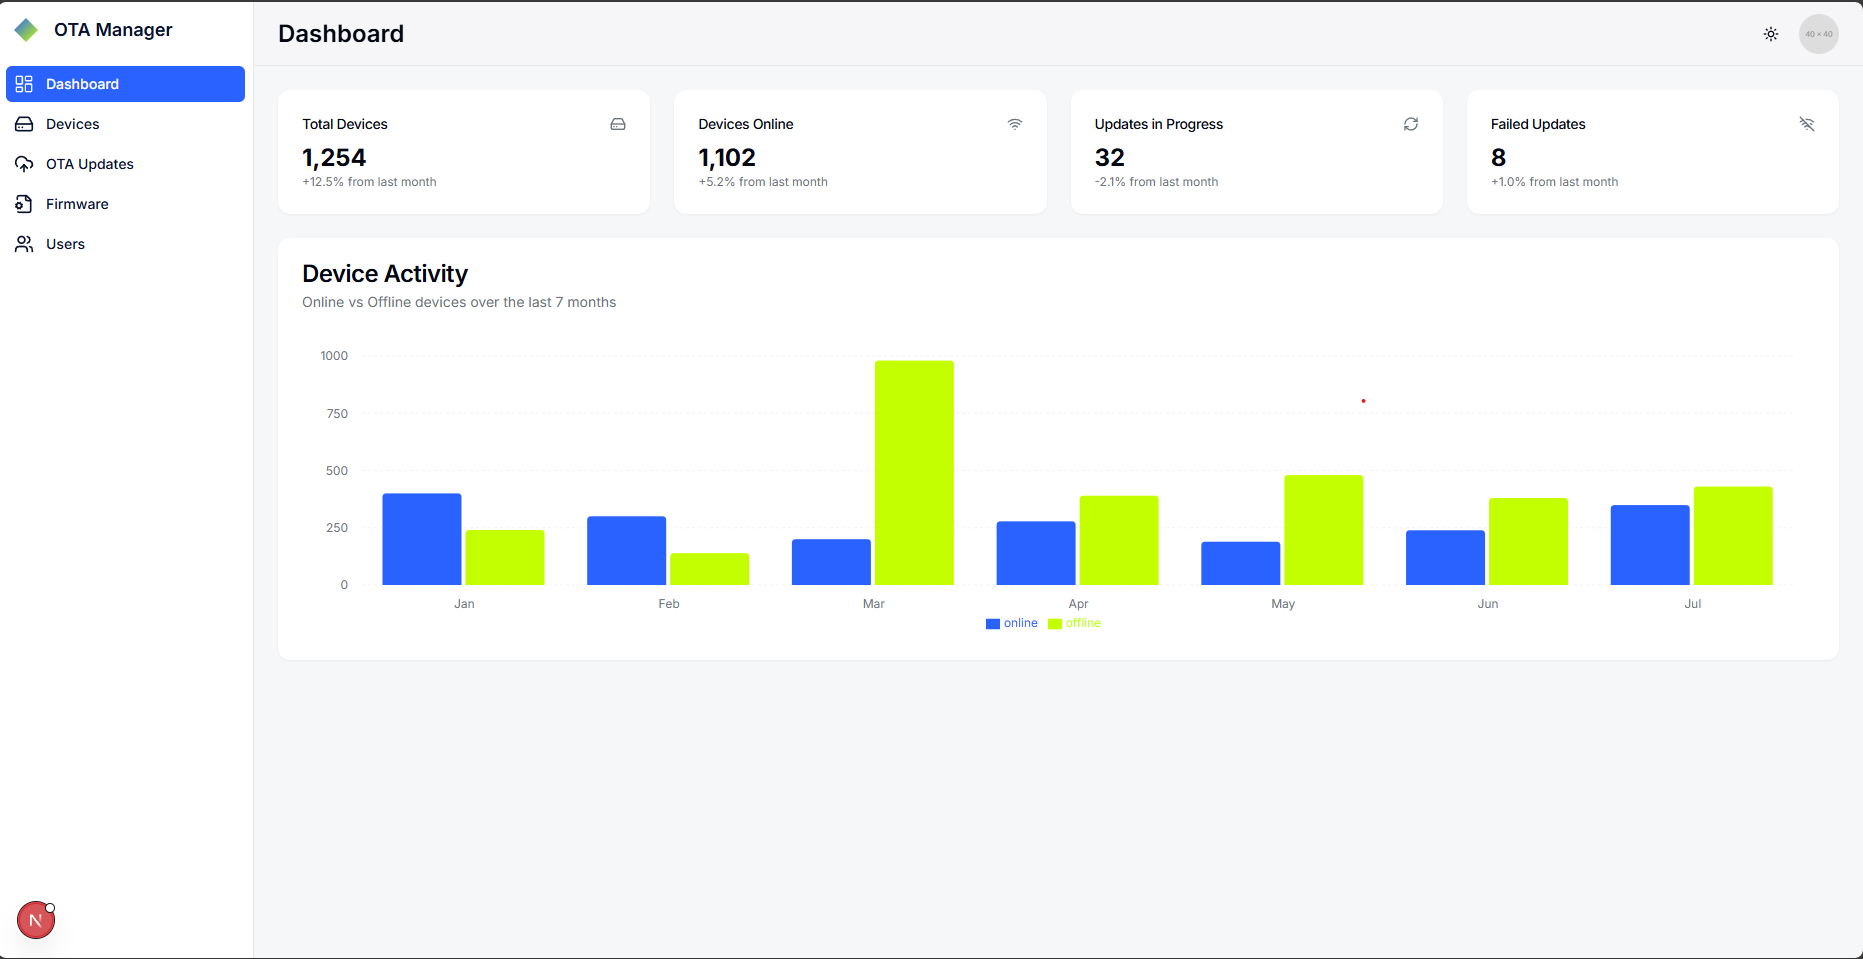 OTA Manager
Dashboard
Devices
OTA Updates
Firmware
Users
N
Dashboard
40 × 40
Total Devices
1,254
+12.5% from last month
Devices Online
1,102
+5.2% from last month
Updates in Progress
32
-2.1% from last month
Failed Updates
8
+1.0% from last month
Device Activity
Online vs Offline devices over the last 7 months
1000
750
500
250
0
Jan Feb Mar Apr May Jun Jul
online offline